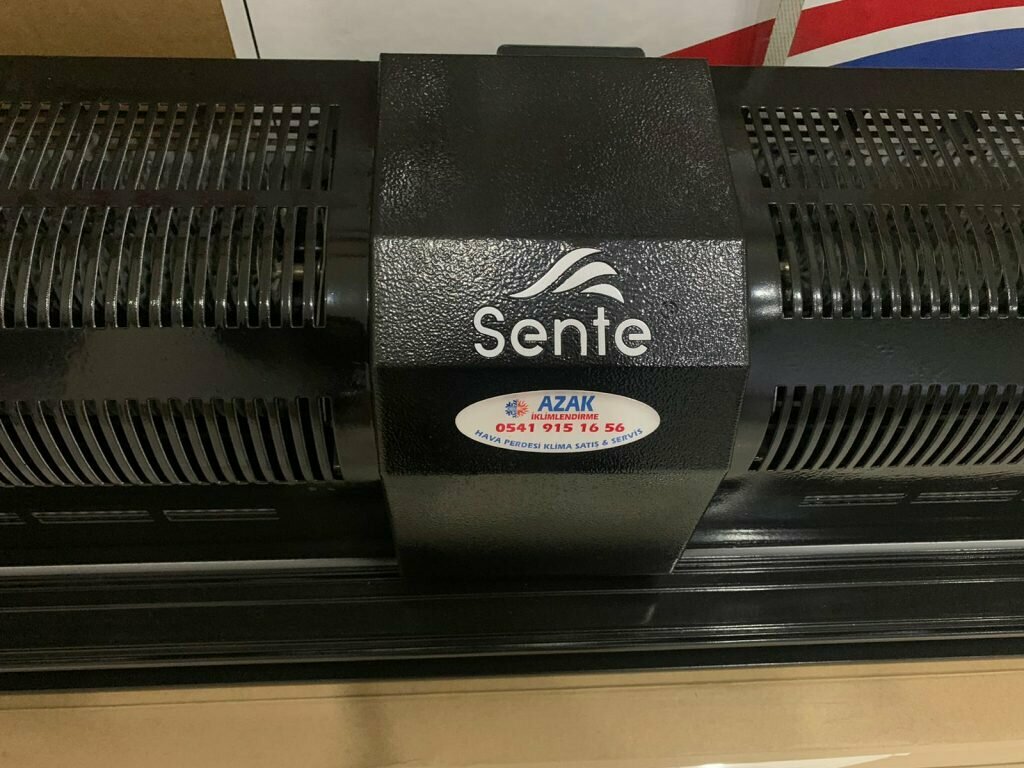 Sente
AZAK
İKLİMLENDİRME
0541 915 16 56
HAVA PERDESİ KLİMA SATIŞ & SERVİS